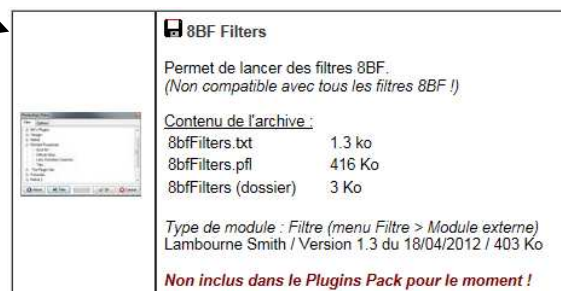 8BF Filters
Permet de lancer des filtres 8BF.
(Non compatible avec tous les filtres 8BF !)
Contenu de l'archive :
8bfFilters.txt 1.3 ko
8bfFilters.pfl 416 Ko
8bfFilters (dossier) 3 Ko
Type de module : Filtre (menu Filtre > Module externe)
Lambourne Smith / Version 1.3 du 18/04/2012 / 403 Ko
Non inclus dans le Plugins Pack pour le moment !